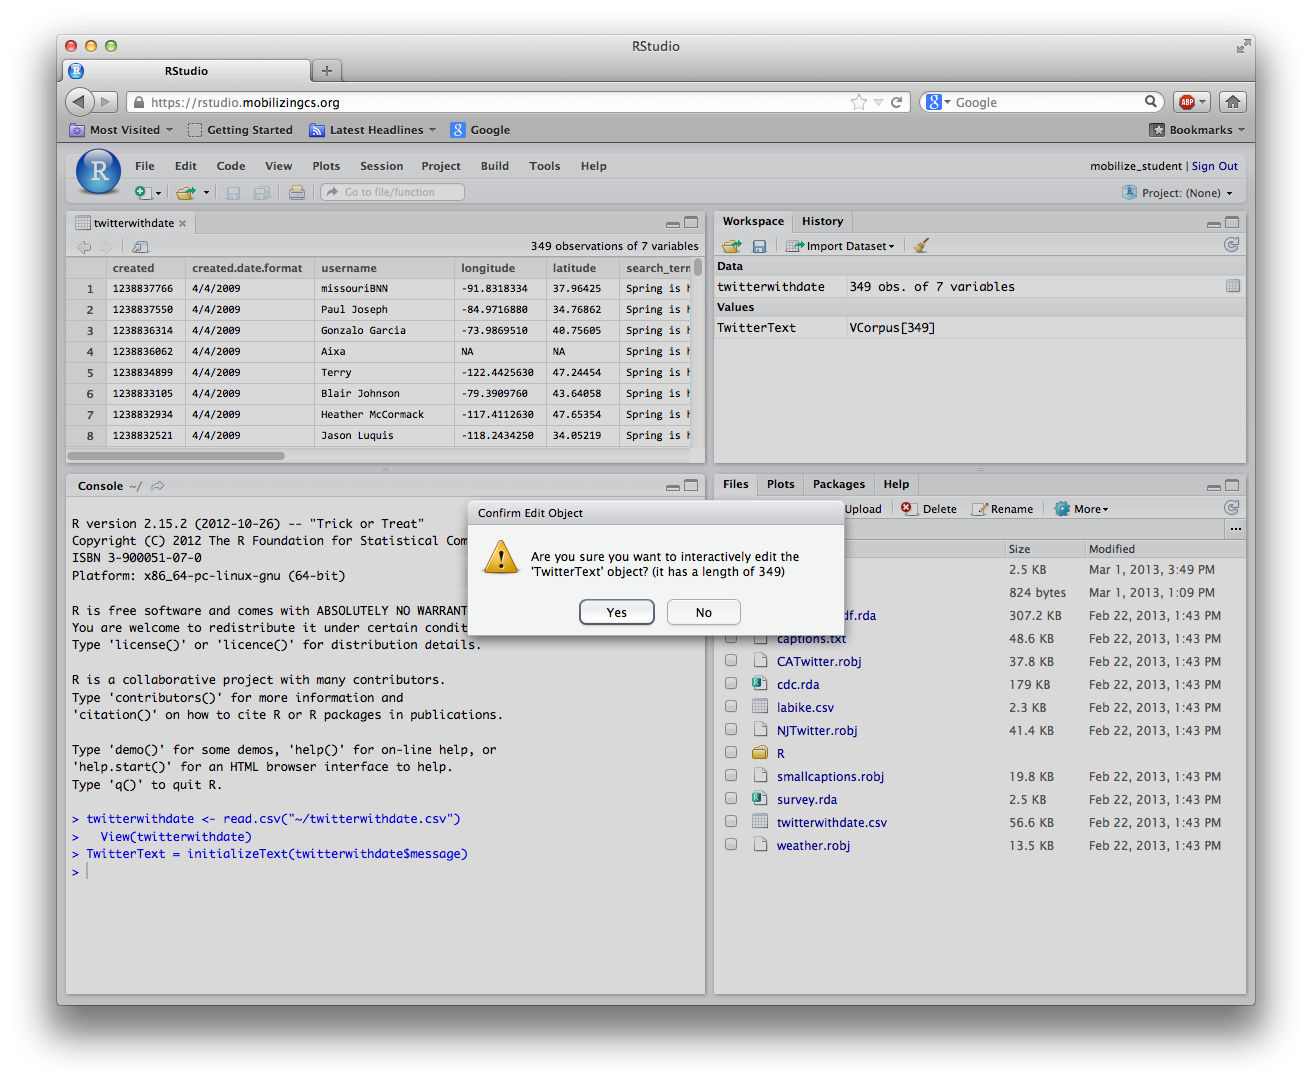 RStudio
RStudio
https://rstudio.mobilizingcs.org
Google
ABP
Most Visited
Getting Started
Latest Headlines
Google
Bookmarks
R
File Edit Code View Plots Session Project Build Tools Help
mobilize_student | Sign Out
Go to file/function
Project: (None)
twitterwithdate
349 observations of 7 variables
created created.date.format username longitude latitude search_tern
1 1238837766 4/4/2009 missouriBNN -91.8318334 37.96425 Spring is h
2 1238837550 4/4/2009 Paul Joseph -84.9716880 34.76862 Spring is h
3 1238836314 4/4/2009 Gonzalo Garcia -73.9869510 40.75605 Spring is h
4 1238836062 4/4/2009 Aixa NA NA Spring is h
5 1238834899 4/4/2009 Terry -122.4425630 47.24454 Spring is h
6 1238833105 4/4/2009 Blair Johnson -79.3909760 43.64058 Spring is h
7 1238832934 4/4/2009 Heather McCormack -117.4112630 47.65354 Spring is h
8 1238832521 4/4/2009 Jason Luquis -118.2434250 34.05219 Spring is h
Workspace History
Import Dataset
Data
twitterwithdate 349 obs. of 7 variables
Values
TwitterText VCorpus[349]
Console ~/
R version 2.15.2 (2012-10-26) -- "Trick or Treat"
Copyright (C) 2012 The R Foundation for Statistical Com
ISBN 3-900051-07-0
Platform: x86_64-pc-linux-gnu (64-bit)
R is free software and comes with ABSOLUTELY NO WARRANT
You are welcome to redistribute it under certain condit
Type 'license()' or 'licence()' for distribution details.
R is a collaborative project with many contributors.
Type 'contributors()' for more information and
'citation()' on how to cite R or R packages in publications.
Type 'demo()' for some demos, 'help()' for on-line help, or
'help.start()' for an HTML browser interface to help.
Type 'q()' to quit R.
> twitterwithdate <- read.csv("~/twitterwithdate.csv")
>   View(twitterwithdate)
> TwitterText = initializeText(twitterwithdate$message)
>
Confirm Edit Object
Are you sure you want to interactively edit the
'TwitterText' object? (it has a length of 349)
Yes
No
Files Plots Packages Help
Upload Delete Rename More
Size Modified
2.5 KB Mar 1, 2013, 3:49 PM
824 bytes Mar 1, 2013, 1:09 PM
df.rda 307.2 KB Feb 22, 2013, 1:43 PM
captions.txt 48.6 KB Feb 22, 2013, 1:43 PM
CATwitter.robj 37.8 KB Feb 22, 2013, 1:43 PM
cdc.rda 179 KB Feb 22, 2013, 1:43 PM
labike.csv 2.3 KB Feb 22, 2013, 1:43 PM
NJTwitter.robj 41.4 KB Feb 22, 2013, 1:43 PM
R
smallcaptions.robj 19.8 KB Feb 22, 2013, 1:43 PM
survey.rda 2.5 KB Feb 22, 2013, 1:43 PM
twitterwithdate.csv 56.6 KB Feb 22, 2013, 1:43 PM
weather.robj 13.5 KB Feb 22, 2013, 1:43 PM